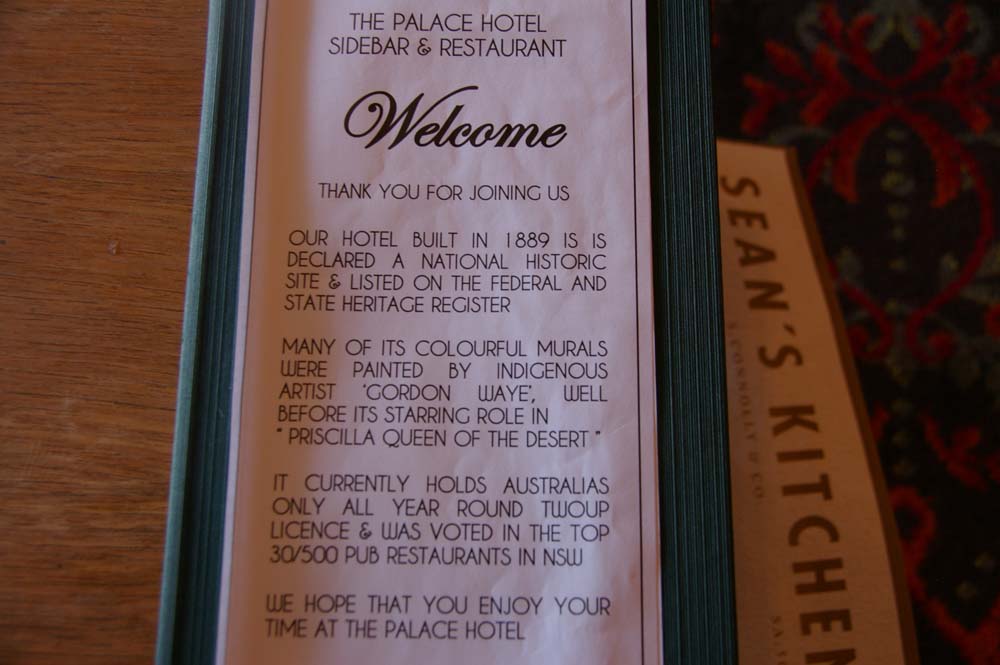 THE PALACE HOTEL
SIDEBAR & RESTAURANT
Welcome
THANK YOU FOR JOINING US
OUR HOTEL BUILT IN 1889 IS IS
DECLARED A NATIONAL HISTORIC
SITE & LISTED ON THE FEDERAL AND
STATE HERITAGE REGISTER
MANY OF ITS COLOURFUL MURALS
WERE PAINTED BY INDIGENOUS
ARTIST 'GORDON WAYE', WELL
BEFORE ITS STARRING ROLE IN
" PRISCILLA QUEEN OF THE DESERT "
IT CURRENTLY HOLDS AUSTRALIAS
ONLY ALL YEAR ROUND TWOUP
LICENCE & WAS VOTED IN THE TOP
30/500 PUB RESTAURANTS IN NSW
WE HOPE THAT YOU ENJOY YOUR
TIME AT THE PALACE HOTEL
SEAN'S KITCHEN
S.CONNOLLY & CO